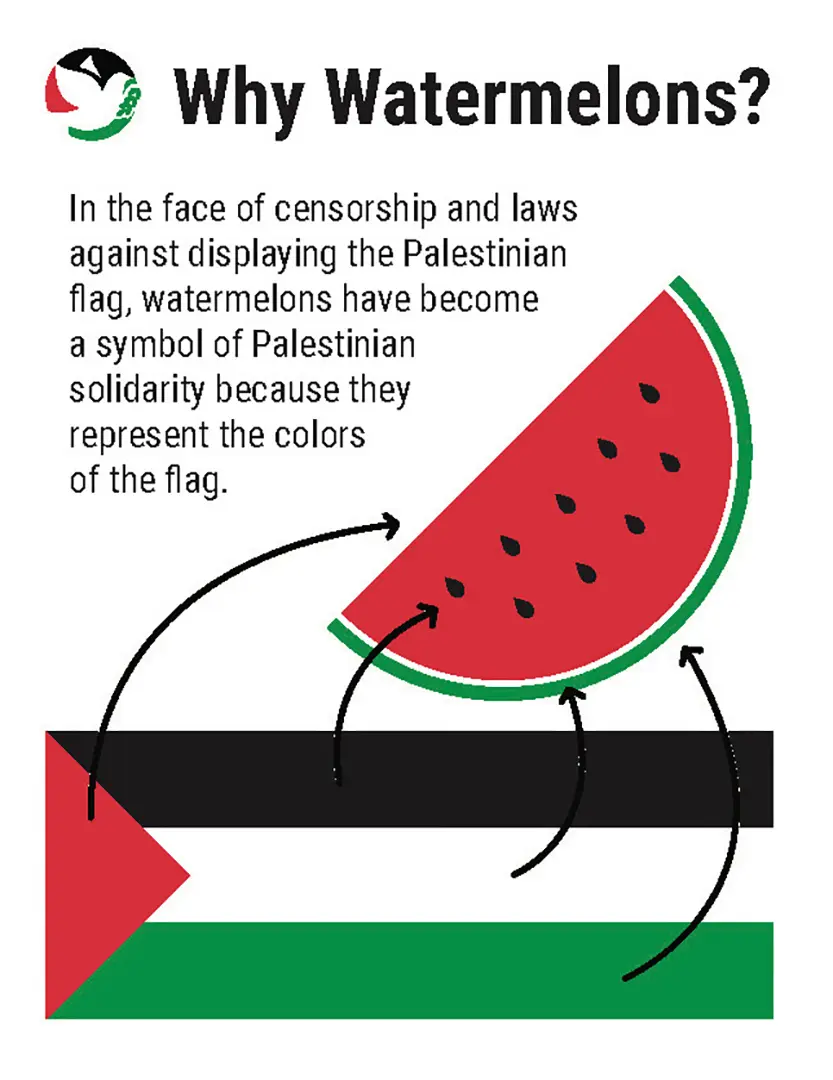 Why Watermelons?
In the face of censorship and laws
against displaying the Palestinian
flag, watermelons have become
a symbol of Palestinian
solidarity because they
represent the colors
of the flag.